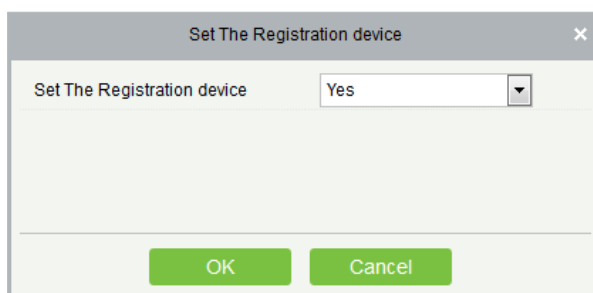 Set The Registration device
Set The Registration device Yes
OK Cancel